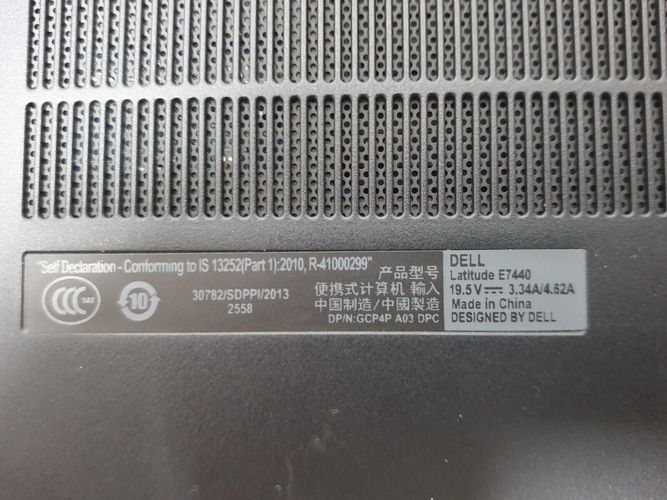 "Self Declaration - Conforming to IS 13252(Part 1):2010, R-41000299"
CCC S&E
10
30782/SDPPI/2013
2558
产品型号
便携式计算机 輸入
中国制造/中國製造
DP/N:GCP4P A03 DPC
DELL
Latitude E7440
19.5V ⎓ 3.34A/4.62A
Made in China
DESIGNED BY DELL